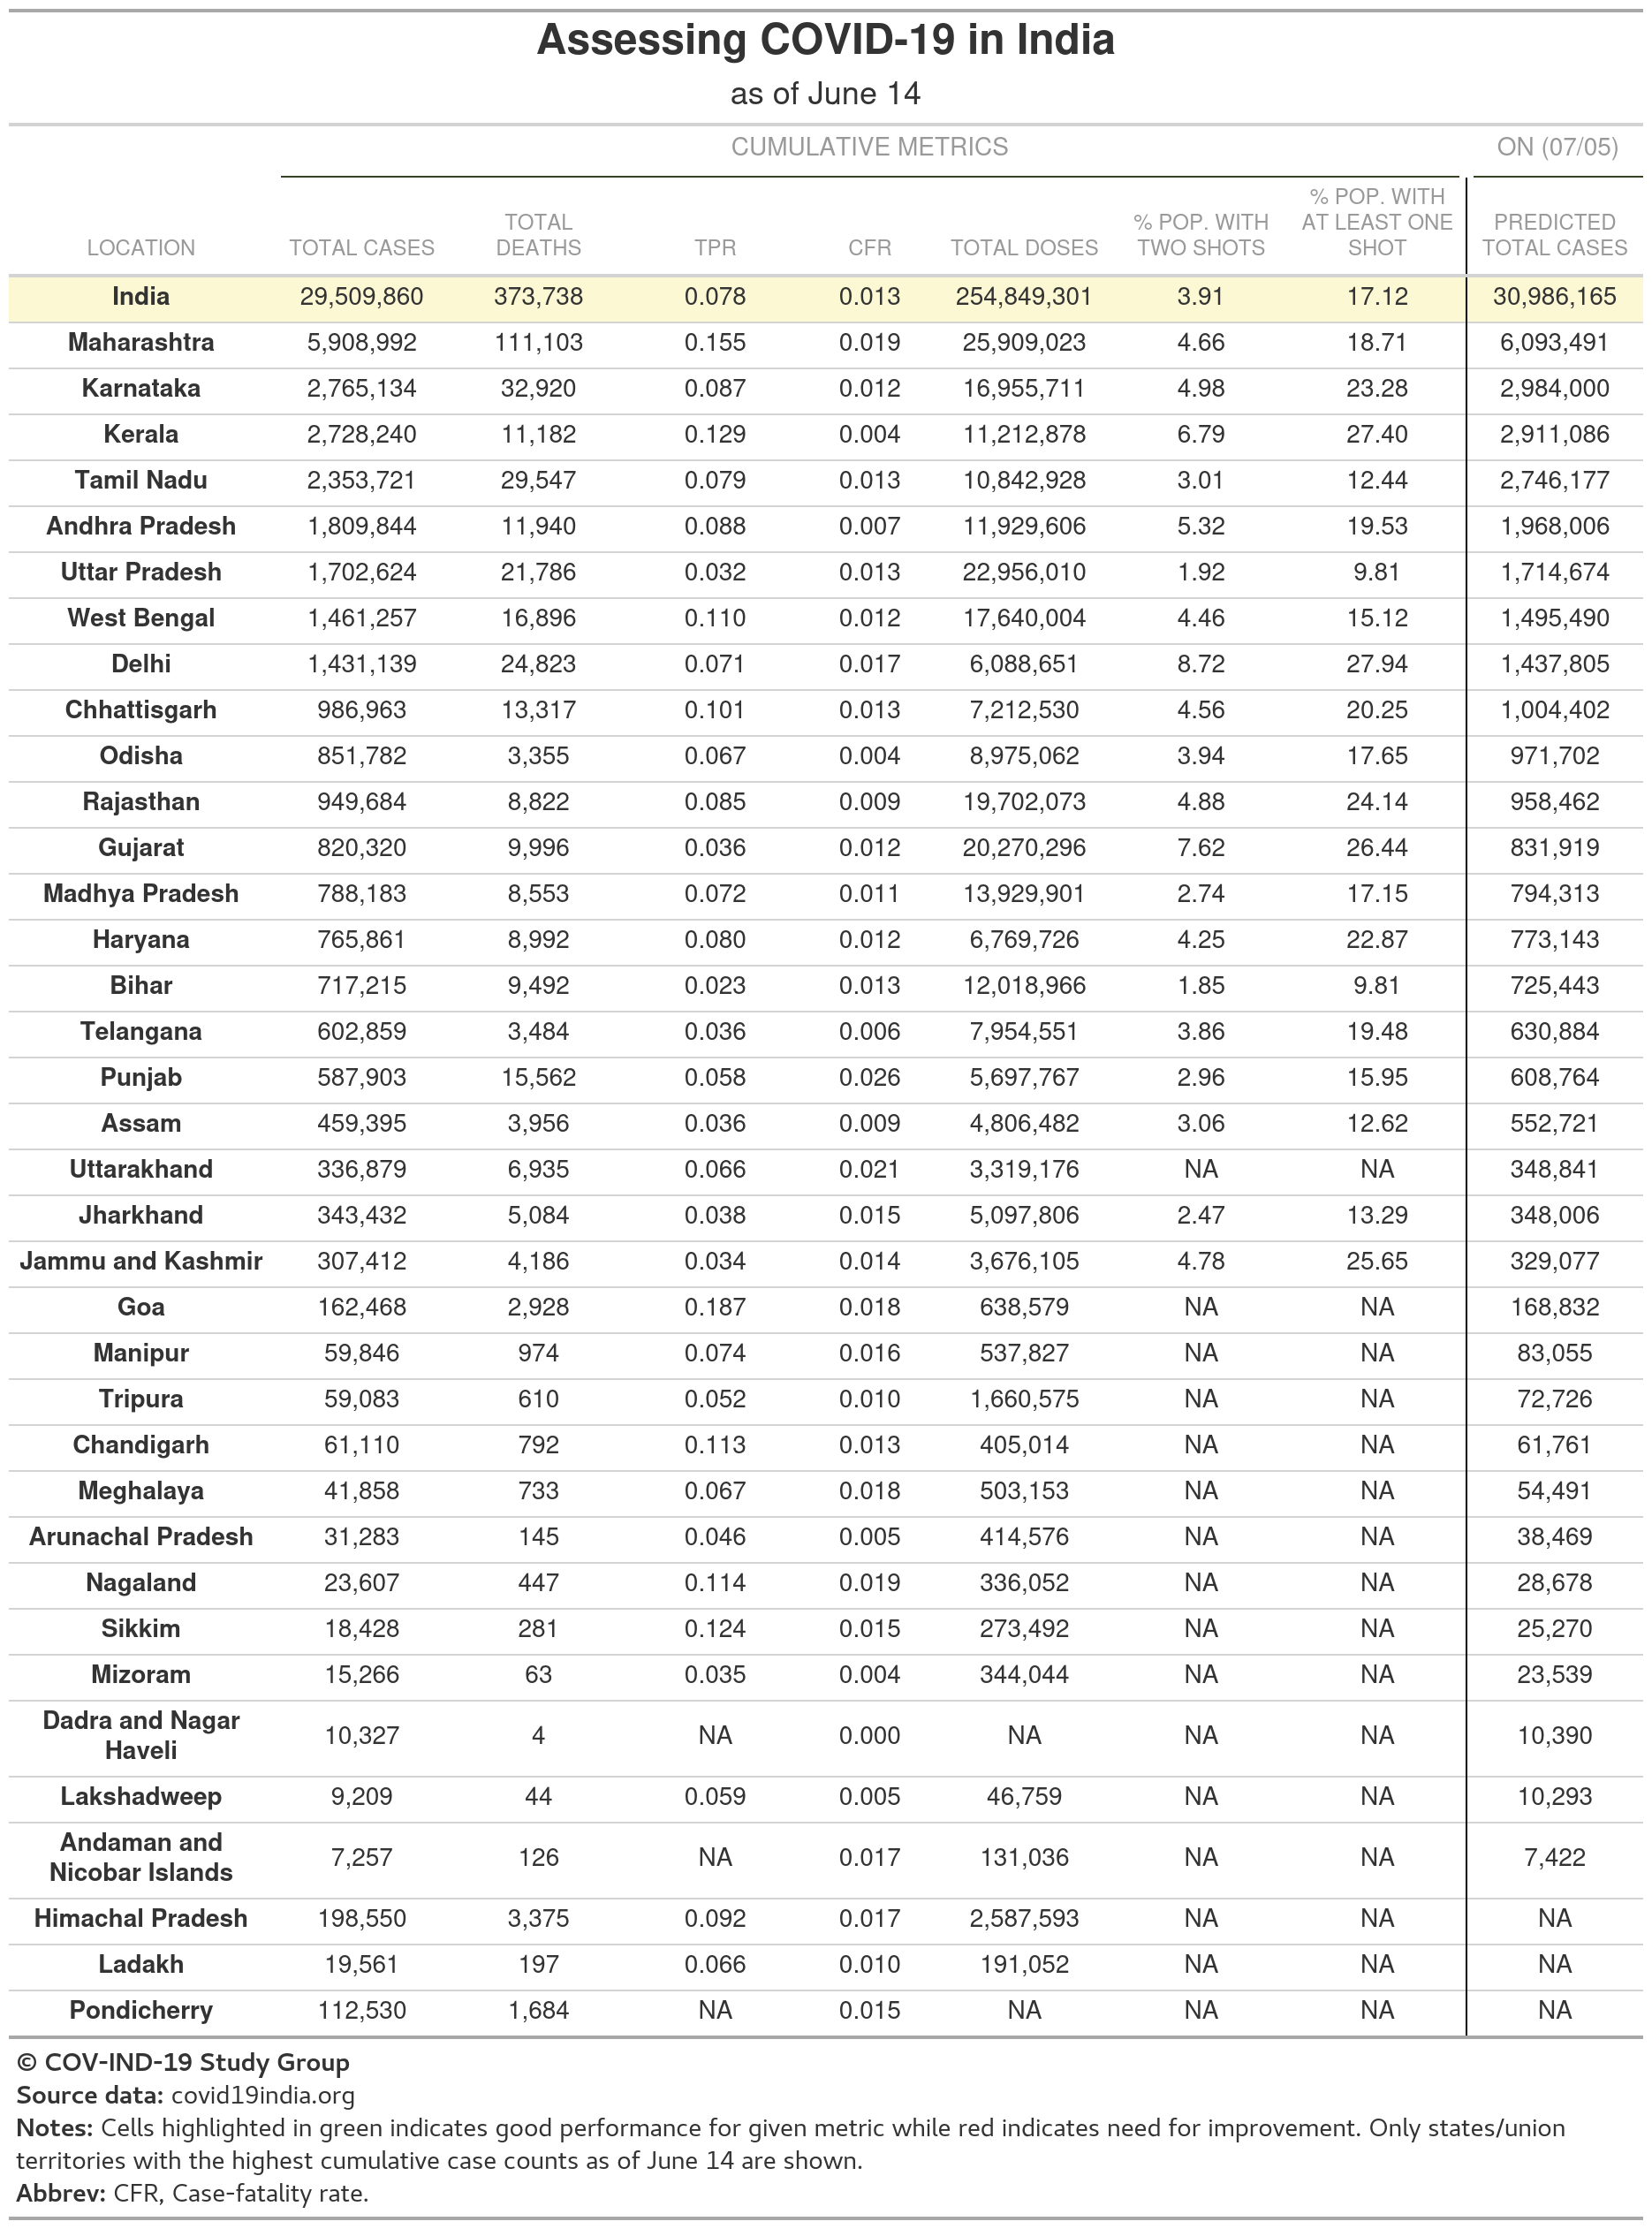 Assessing COVID-19 in India
as of June 14
CUMULATIVE METRICS ON (07/05)
LOCATION TOTAL CASES TOTAL DEATHS TPR CFR TOTAL DOSES % POP. WITH TWO SHOTS % POP. WITH AT LEAST ONE SHOT PREDICTED TOTAL CASES
India 29,509,860 373,738 0.078 0.013 254,849,301 3.91 17.12 30,986,165
Maharashtra 5,908,992 111,103 0.155 0.019 25,909,023 4.66 18.71 6,093,491
Karnataka 2,765,134 32,920 0.087 0.012 16,955,711 4.98 23.28 2,984,000
Kerala 2,728,240 11,182 0.129 0.004 11,212,878 6.79 27.40 2,911,086
Tamil Nadu 2,353,721 29,547 0.079 0.013 10,842,928 3.01 12.44 2,746,177
Andhra Pradesh 1,809,844 11,940 0.088 0.007 11,929,606 5.32 19.53 1,968,006
Uttar Pradesh 1,702,624 21,786 0.032 0.013 22,956,010 1.92 9.81 1,714,674
West Bengal 1,461,257 16,896 0.110 0.012 17,640,004 4.46 15.12 1,495,490
Delhi 1,431,139 24,823 0.071 0.017 6,088,651 8.72 27.94 1,437,805
Chhattisgarh 986,963 13,317 0.101 0.013 7,212,530 4.56 20.25 1,004,402
Odisha 851,782 3,355 0.067 0.004 8,975,062 3.94 17.65 971,702
Rajasthan 949,684 8,822 0.085 0.009 19,702,073 4.88 24.14 958,462
Gujarat 820,320 9,996 0.036 0.012 20,270,296 7.62 26.44 831,919
Madhya Pradesh 788,183 8,553 0.072 0.011 13,929,901 2.74 17.15 794,313
Haryana 765,861 8,992 0.080 0.012 6,769,726 4.25 22.87 773,143
Bihar 717,215 9,492 0.023 0.013 12,018,966 1.85 9.81 725,443
Telangana 602,859 3,484 0.036 0.006 7,954,551 3.86 19.48 630,884
Punjab 587,903 15,562 0.058 0.026 5,697,767 2.96 15.95 608,764
Assam 459,395 3,956 0.036 0.009 4,806,482 3.06 12.62 552,721
Uttarakhand 336,879 6,935 0.066 0.021 3,319,176 NA NA 348,841
Jharkhand 343,432 5,084 0.038 0.015 5,097,806 2.47 13.29 348,006
Jammu and Kashmir 307,412 4,186 0.034 0.014 3,676,105 4.78 25.65 329,077
Goa 162,468 2,928 0.187 0.018 638,579 NA NA 168,832
Manipur 59,846 974 0.074 0.016 537,827 NA NA 83,055
Tripura 59,083 610 0.052 0.010 1,660,575 NA NA 72,726
Chandigarh 61,110 792 0.113 0.013 405,014 NA NA 61,761
Meghalaya 41,858 733 0.067 0.018 503,153 NA NA 54,491
Arunachal Pradesh 31,283 145 0.046 0.005 414,576 NA NA 38,469
Nagaland 23,607 447 0.114 0.019 336,052 NA NA 28,678
Sikkim 18,428 281 0.124 0.015 273,492 NA NA 25,270
Mizoram 15,266 63 0.035 0.004 344,044 NA NA 23,539
Dadra and Nagar Haveli 10,327 4 NA 0.000 NA NA NA 10,390
Lakshadweep 9,209 44 0.059 0.005 46,759 NA NA 10,293
Andaman and Nicobar Islands 7,257 126 NA 0.017 131,036 NA NA 7,422
Himachal Pradesh 198,550 3,375 0.092 0.017 2,587,593 NA NA NA
Ladakh 19,561 197 0.066 0.010 191,052 NA NA NA
Pondicherry 112,530 1,684 NA 0.015 NA NA NA NA
© COV-IND-19 Study Group
Source data: covid19india.org
Notes: Cells highlighted in green indicates good performance for given metric while red indicates need for improvement. Only states/union
territories with the highest cumulative case counts as of June 14 are shown.
Abbrev: CFR, Case-fatality rate.